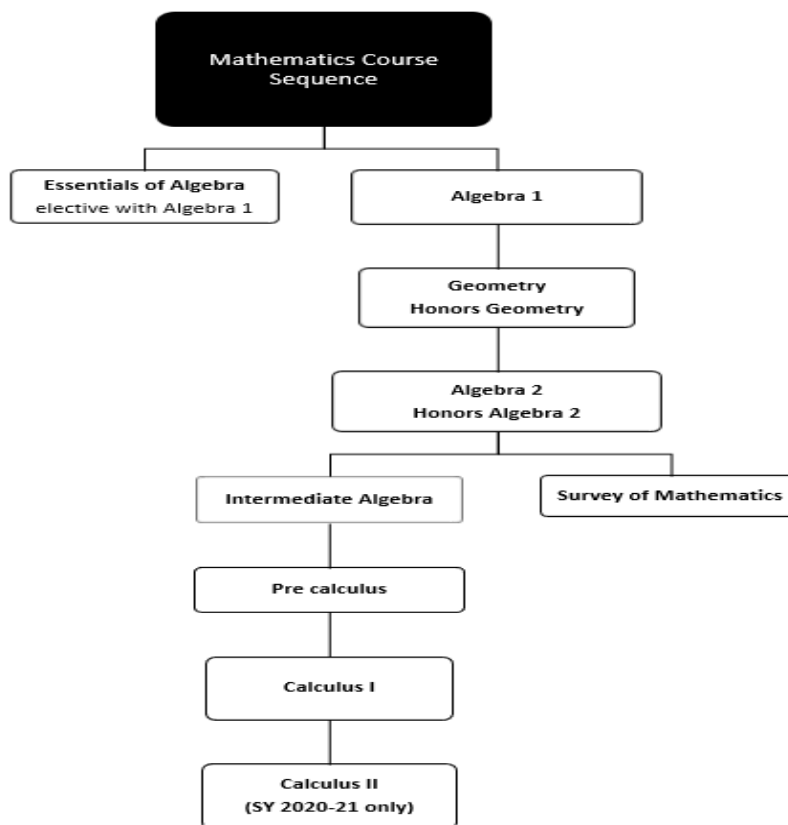 Mathematics Course
Sequence
Essentials of Algebra
elective with Algebra 1
Algebra 1
Geometry
Honors Geometry
Algebra 2
Honors Algebra 2
Intermediate Algebra
Survey of Mathematics
Pre calculus
Calculus I
Calculus II
(SY 2020-21 only)